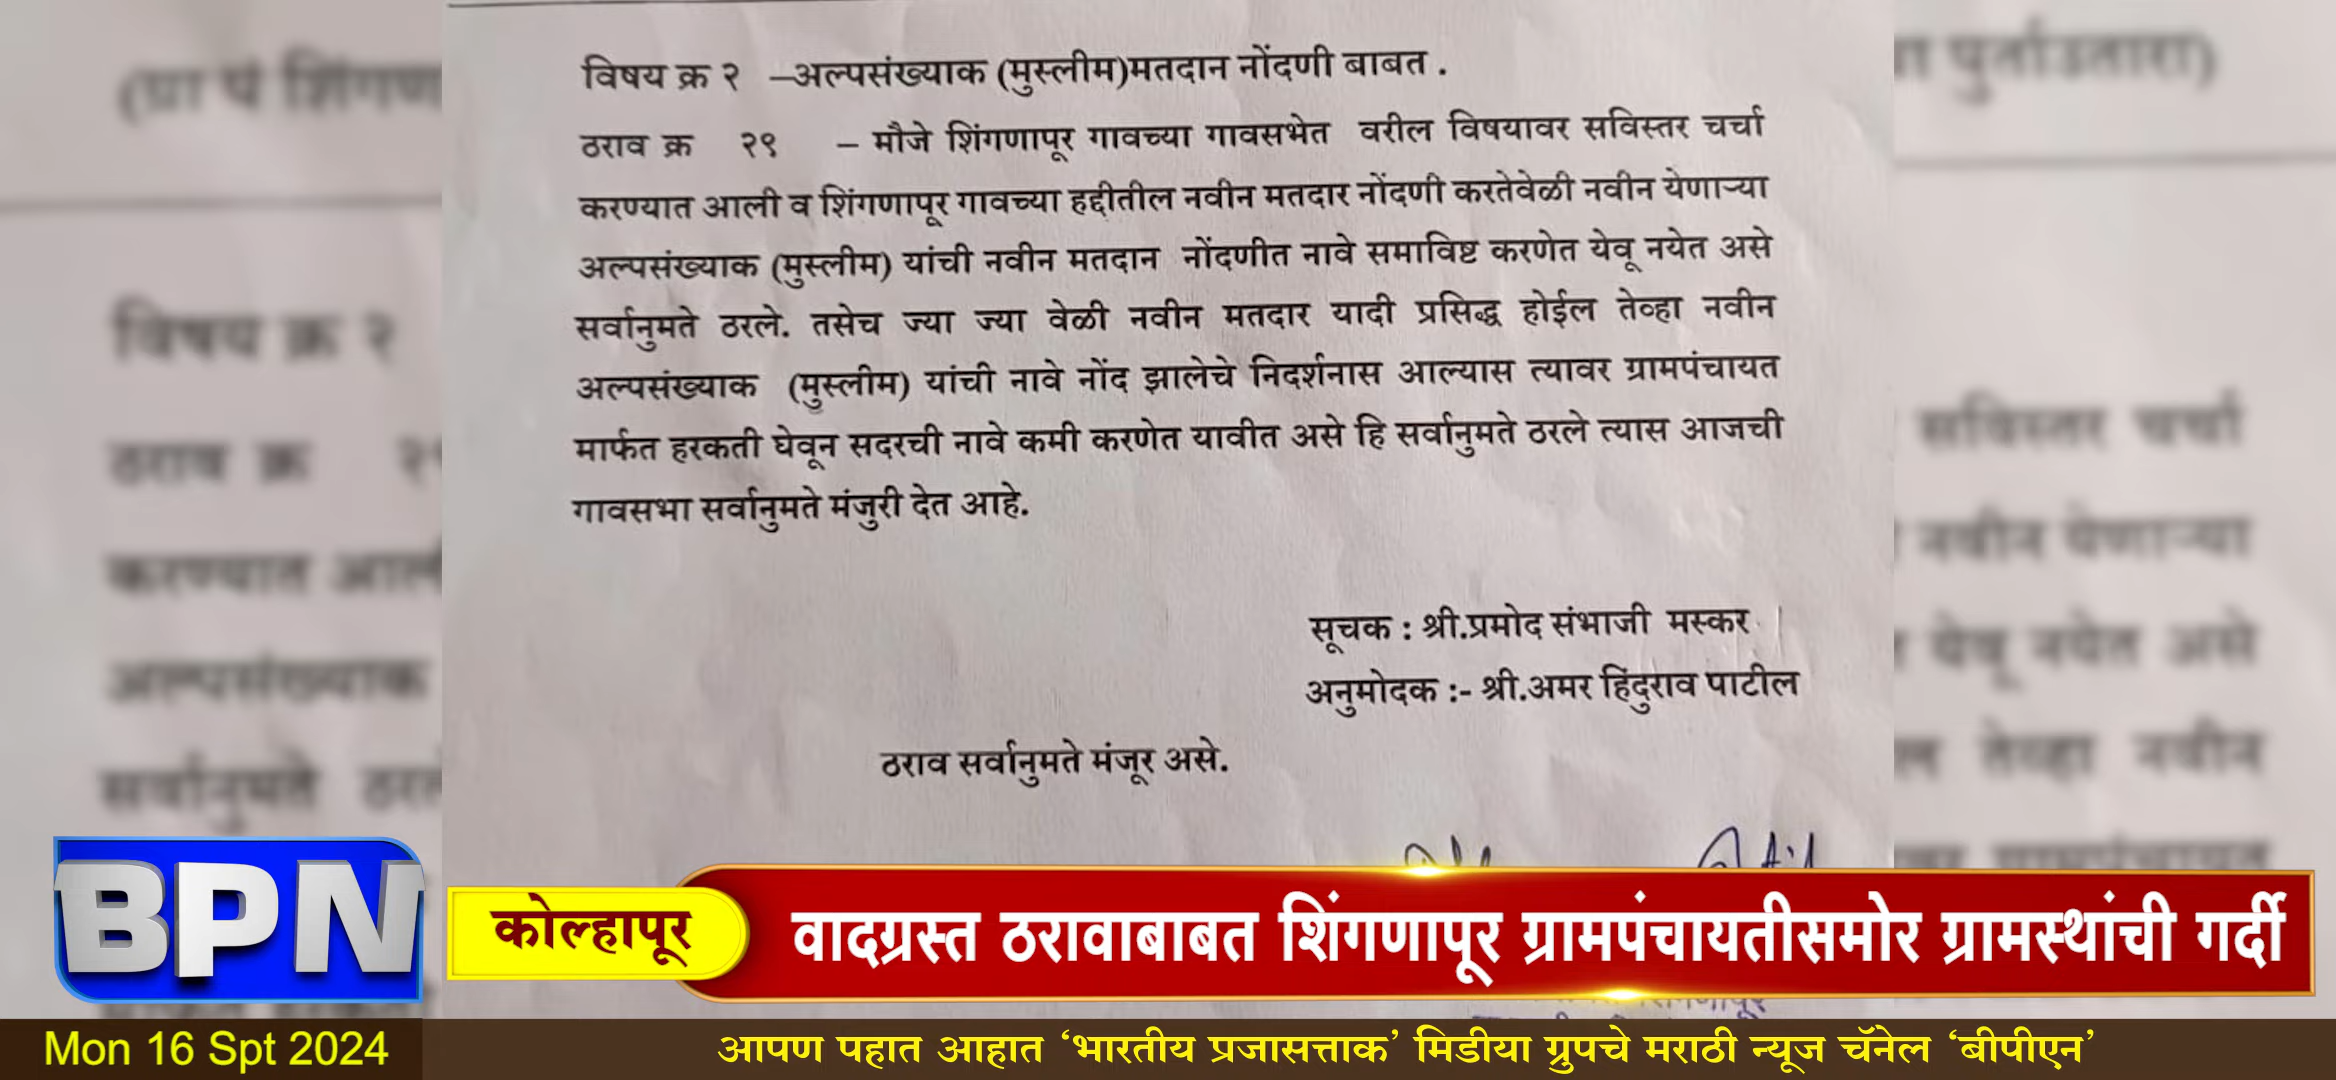 विषय क्र २ –अल्पसंख्याक (मुस्लीम)मतदान नोंदणी बाबत .
ठराव क्र २९ – मौजे शिंगणापूर गावच्या गावसभेत वरील विषयावर सविस्तर चर्चा
करण्यात आली व शिंगणापूर गावच्या हद्दीतील नवीन मतदार नोंदणी करतेवेळी नवीन येणाऱ्या
अल्पसंख्याक (मुस्लीम) यांची नवीन मतदान नोंदणीत नावे समाविष्ट करणेत येवू नयेत असे
सर्वानुमते ठरले. तसेच ज्या ज्या वेळी नवीन मतदार यादी प्रसिद्ध होईल तेव्हा नवीन
अल्पसंख्याक (मुस्लीम) यांची नावे नोंद झालेचे निदर्शनास आल्यास त्यावर ग्रामपंचायत
मार्फत हरकती घेवून सदरची नावे कमी करणेत यावीत असे हि सर्वानुमते ठरले त्यास आजची
गावसभा सर्वानुमते मंजुरी देत आहे.
सूचक : श्री.प्रमोद संभाजी मस्कर
अनुमोदक :- श्री.अमर हिंदुराव पाटील
ठराव सर्वानुमते मंजूर असे.
BPN
कोल्हापूर
वादग्रस्त ठरावाबाबत शिंगणापूर ग्रामपंचायतीसमोर ग्रामस्थांची गर्दी
Mon 16 Spt 2024
आपण पहात आहात ‘भारतीय प्रजासत्ताक’ मिडीया ग्रुपचे मराठी न्यूज चॅनेल ‘बीपीएन’